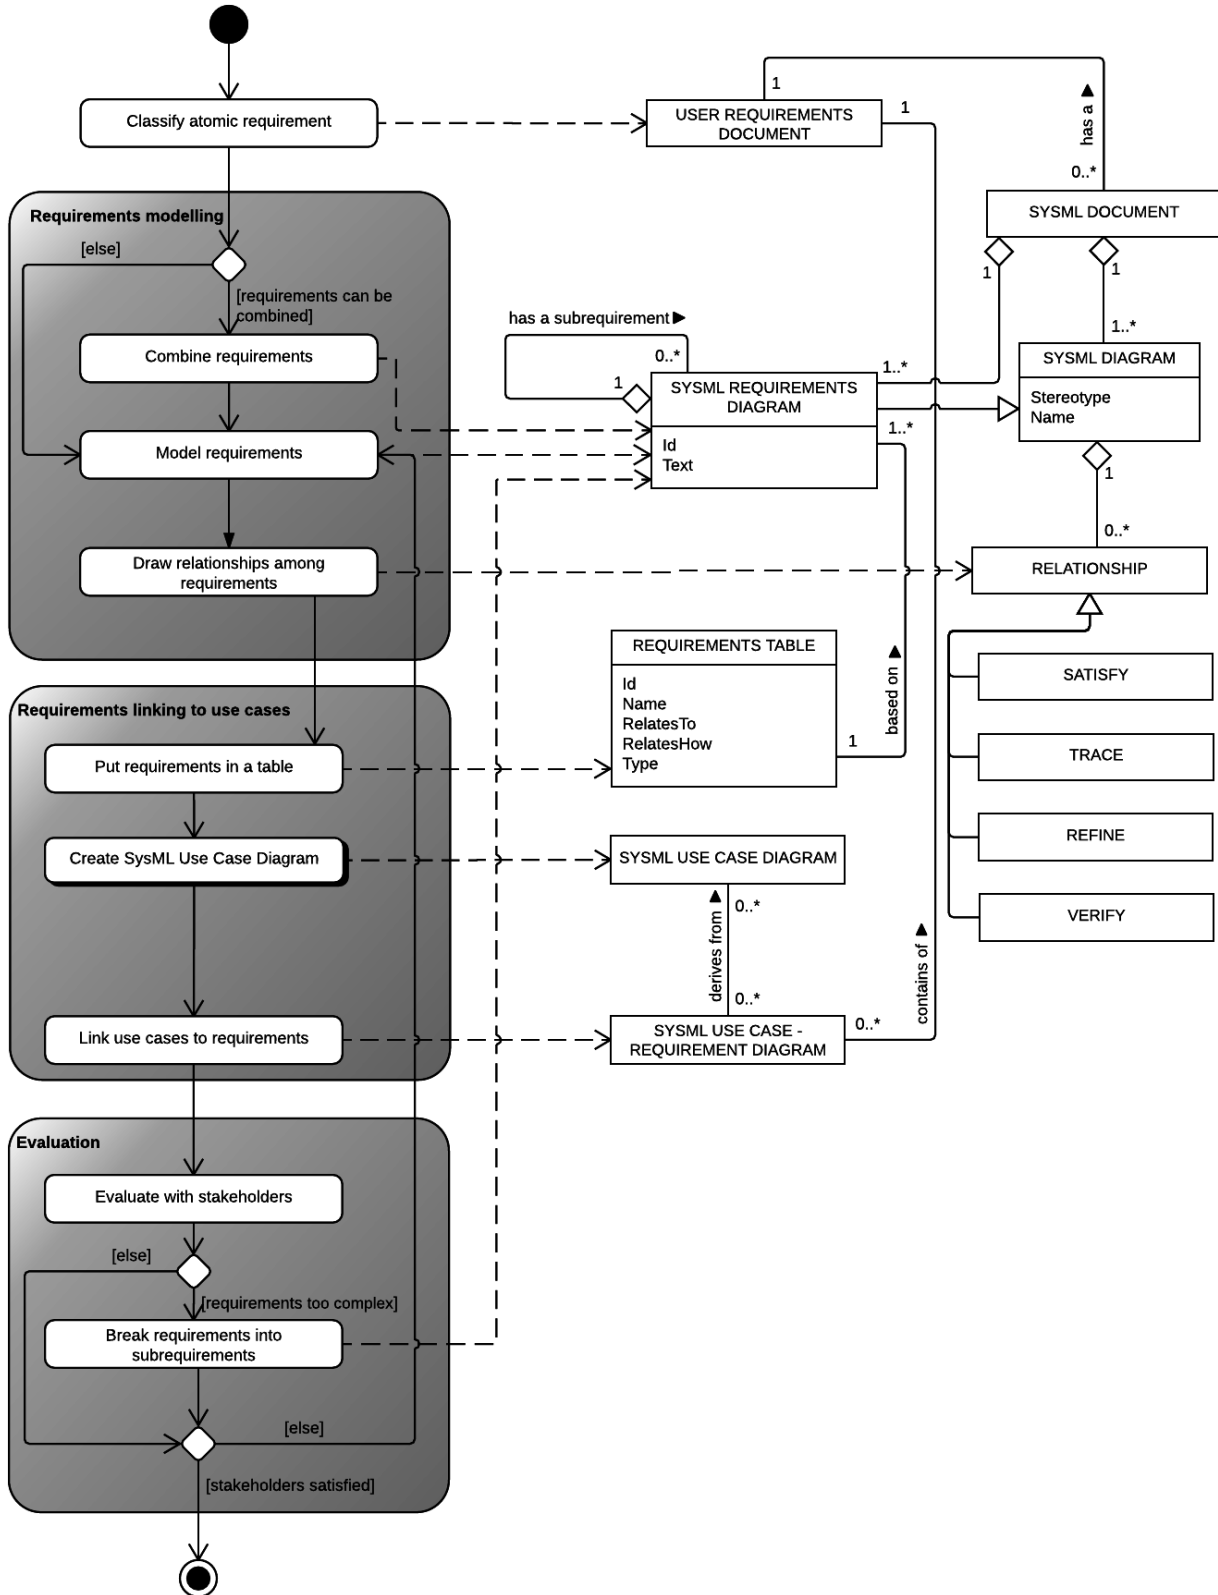 Classify atomic requirement
Requirements modelling
[else]
[requirements can be
combined]
Combine requirements
Model requirements
Draw relationships among
requirements
Requirements linking to use cases
Put requirements in a table
Create SysML Use Case Diagram
Link use cases to requirements
Evaluation
Evaluate with stakeholders
[else]
[requirements too complex]
Break requirements into
subrequirements
[else]
[stakeholders satisfied]
USER REQUIREMENTS
DOCUMENT
1
1
has a ▶
0..*
SYSML DOCUMENT
1
1
1..*
SYSML DIAGRAM
Stereotype
Name
1
0..*
has a subrequirement ▶
0..*
1
SYSML REQUIREMENTS
DIAGRAM
Id
Text
1..*
1..*
RELATIONSHIP
SATISFY
TRACE
REFINE
VERIFY
REQUIREMENTS TABLE
Id
Name
RelatesTo
RelatesHow
Type
1
based on ▶
SYSML USE CASE DIAGRAM
0..*
derives from ▶
0..*
SYSML USE CASE -
REQUIREMENT DIAGRAM
0..*
contains of ▶